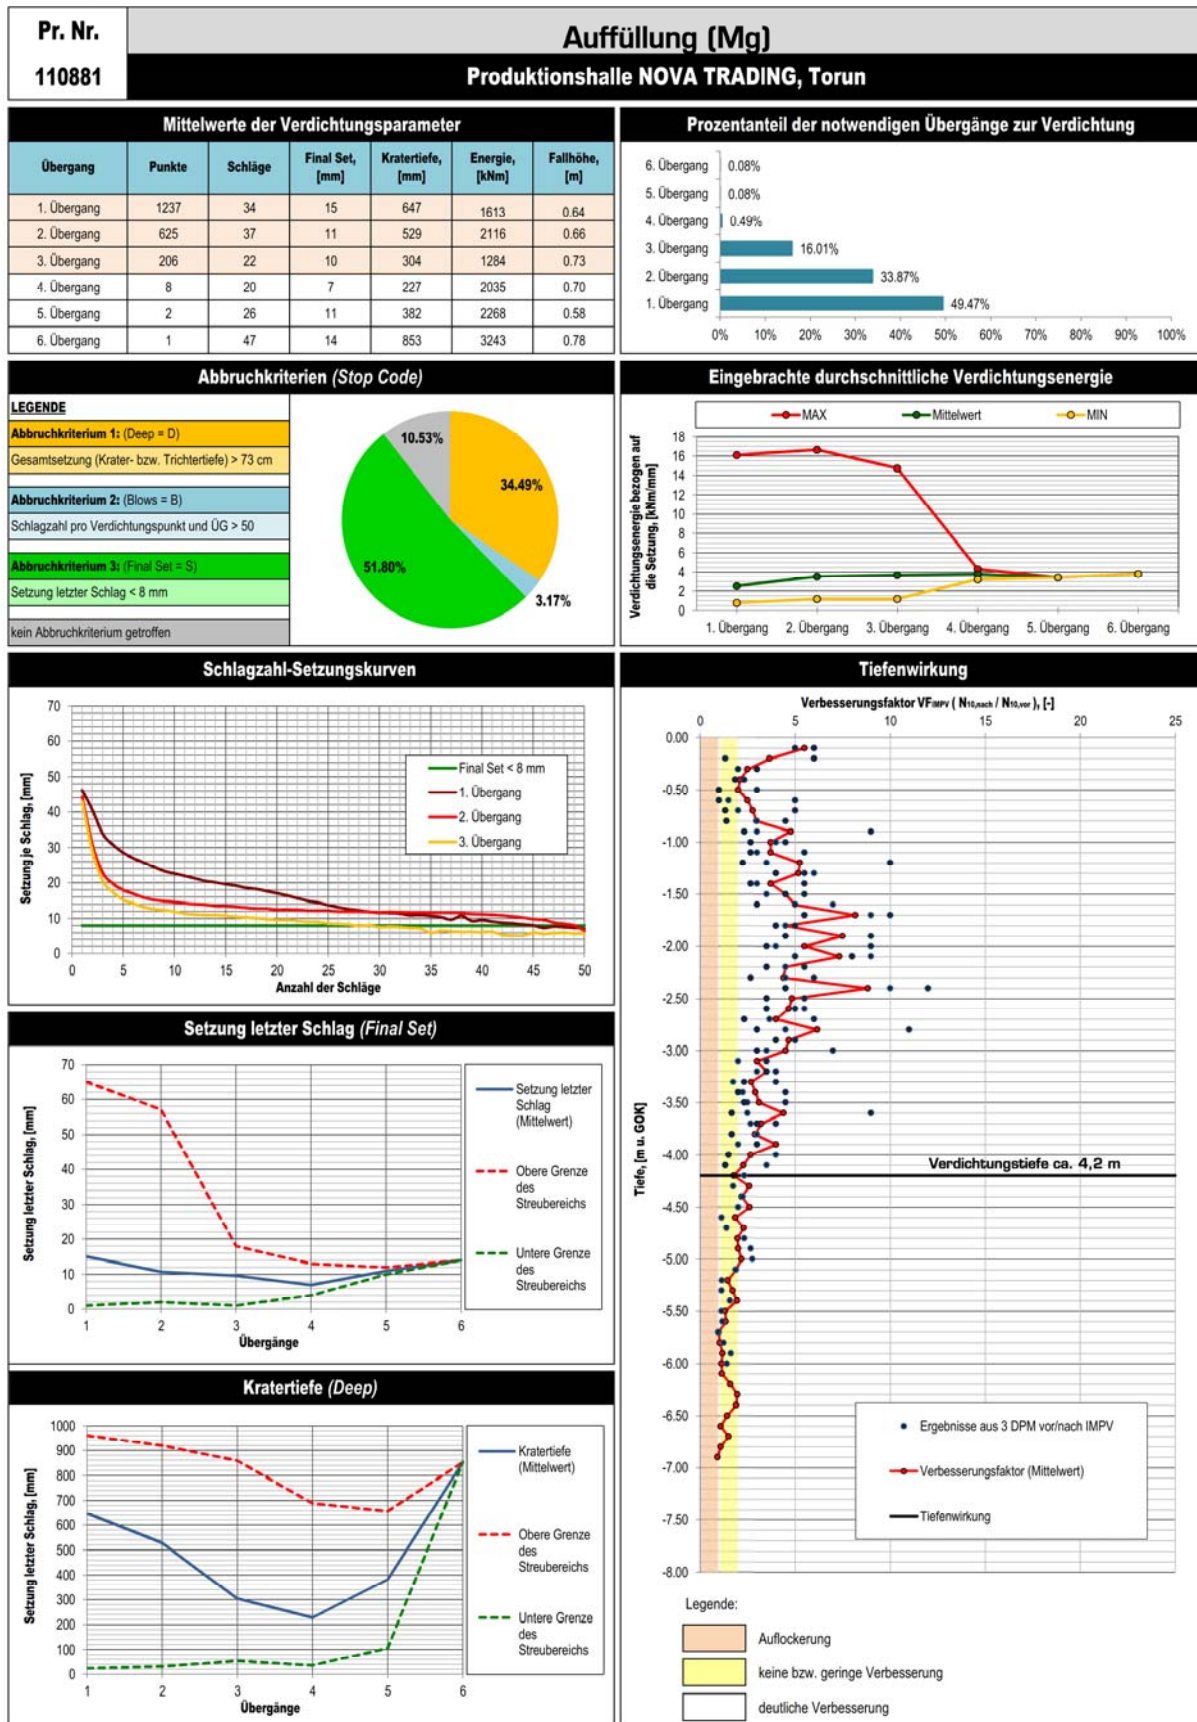 Pr. Nr.
110881
Auffüllung (Mg)
Produktionshalle NOVA TRADING, Torun
Mittelwerte der Verdichtungsparameter
Übergang Punkte Schläge Final Set, [mm] Kratertiefe, [mm] Energie, [kNm] Fallhöhe, [m]
1. Übergang 1237 34 15 647 1613 0.64
2. Übergang 625 37 11 529 2116 0.66
3. Übergang 206 22 10 304 1284 0.73
4. Übergang 8 20 7 227 2035 0.70
5. Übergang 2 26 11 382 2268 0.58
6. Übergang 1 47 14 853 3243 0.78
Prozentanteil der notwendigen Übergänge zur Verdichtung
6. Übergang 0.08%
5. Übergang 0.08%
4. Übergang 0.49%
3. Übergang 16.01%
2. Übergang 33.87%
1. Übergang 49.47%
0% 10% 20% 30% 40% 50% 60% 70% 80% 90% 100%
Abbruchkriterien (Stop Code)
LEGENDE
Abbruchkriterium 1: (Deep = D)
Gesamtsetzung (Krater- bzw. Trichtertiefe) > 73 cm
Abbruchkriterium 2: (Blows = B)
Schlagzahl pro Verdichtungspunkt und ÜG > 50
Abbruchkriterium 3: (Final Set = S)
Setzung letzter Schlag < 8 mm
kein Abbruchkriterium getroffen
10.53%
34.49%
51.80%
3.17%
Eingebrachte durchschnittliche Verdichtungsenergie
MAX Mittelwert MIN
Verdichtungsenergie bezogen auf
die Setzung, [kNm/mm]
18
16
14
12
10
8
6
4
2
0
1. Übergang 2. Übergang 3. Übergang 4. Übergang 5. Übergang 6. Übergang
Schlagzahl-Setzungskurven
Setzung je Schlag, [mm]
70
60
50
40
30
20
10
0
Final Set < 8 mm
1. Übergang
2. Übergang
3. Übergang
0 5 10 15 20 25 30 35 40 45 50
Anzahl der Schläge
Setzung letzter Schlag (Final Set)
Setzung letzter Schlag, [mm]
70
60
50
40
30
20
10
0
1 2 3 4 5 6
Übergänge
Setzung letzter
Schlag
(Mittelwert)
Obere Grenze
des
Streubereichs
Untere Grenze
des
Streubereichs
Kratertiefe (Deep)
Setzung letzter Schlag, [mm]
1000
900
800
700
600
500
400
300
200
100
0
1 2 3 4 5 6
Übergänge
Kratertiefe
(Mittelwert)
Obere Grenze
des
Streubereichs
Untere Grenze
des
Streubereichs
Tiefenwirkung
Verbesserungsfaktor VFIMPV ( N10,nach / N10,vor ), [-]
0 5 10 15 20 25
Tiefe, [m u. GOK]
0.00
-0.50
-1.00
-1.50
-2.00
-2.50
-3.00
-3.50
-4.00
-4.50
-5.00
-5.50
-6.00
-6.50
-7.00
-7.50
-8.00
Verdichtungstiefe ca. 4,2 m
Ergebnisse aus 3 DPM vor/nach IMPV
Verbesserungsfaktor (Mittelwert)
Tiefenwirkung
Legende:
Auflockerung
keine bzw. geringe Verbesserung
deutliche Verbesserung